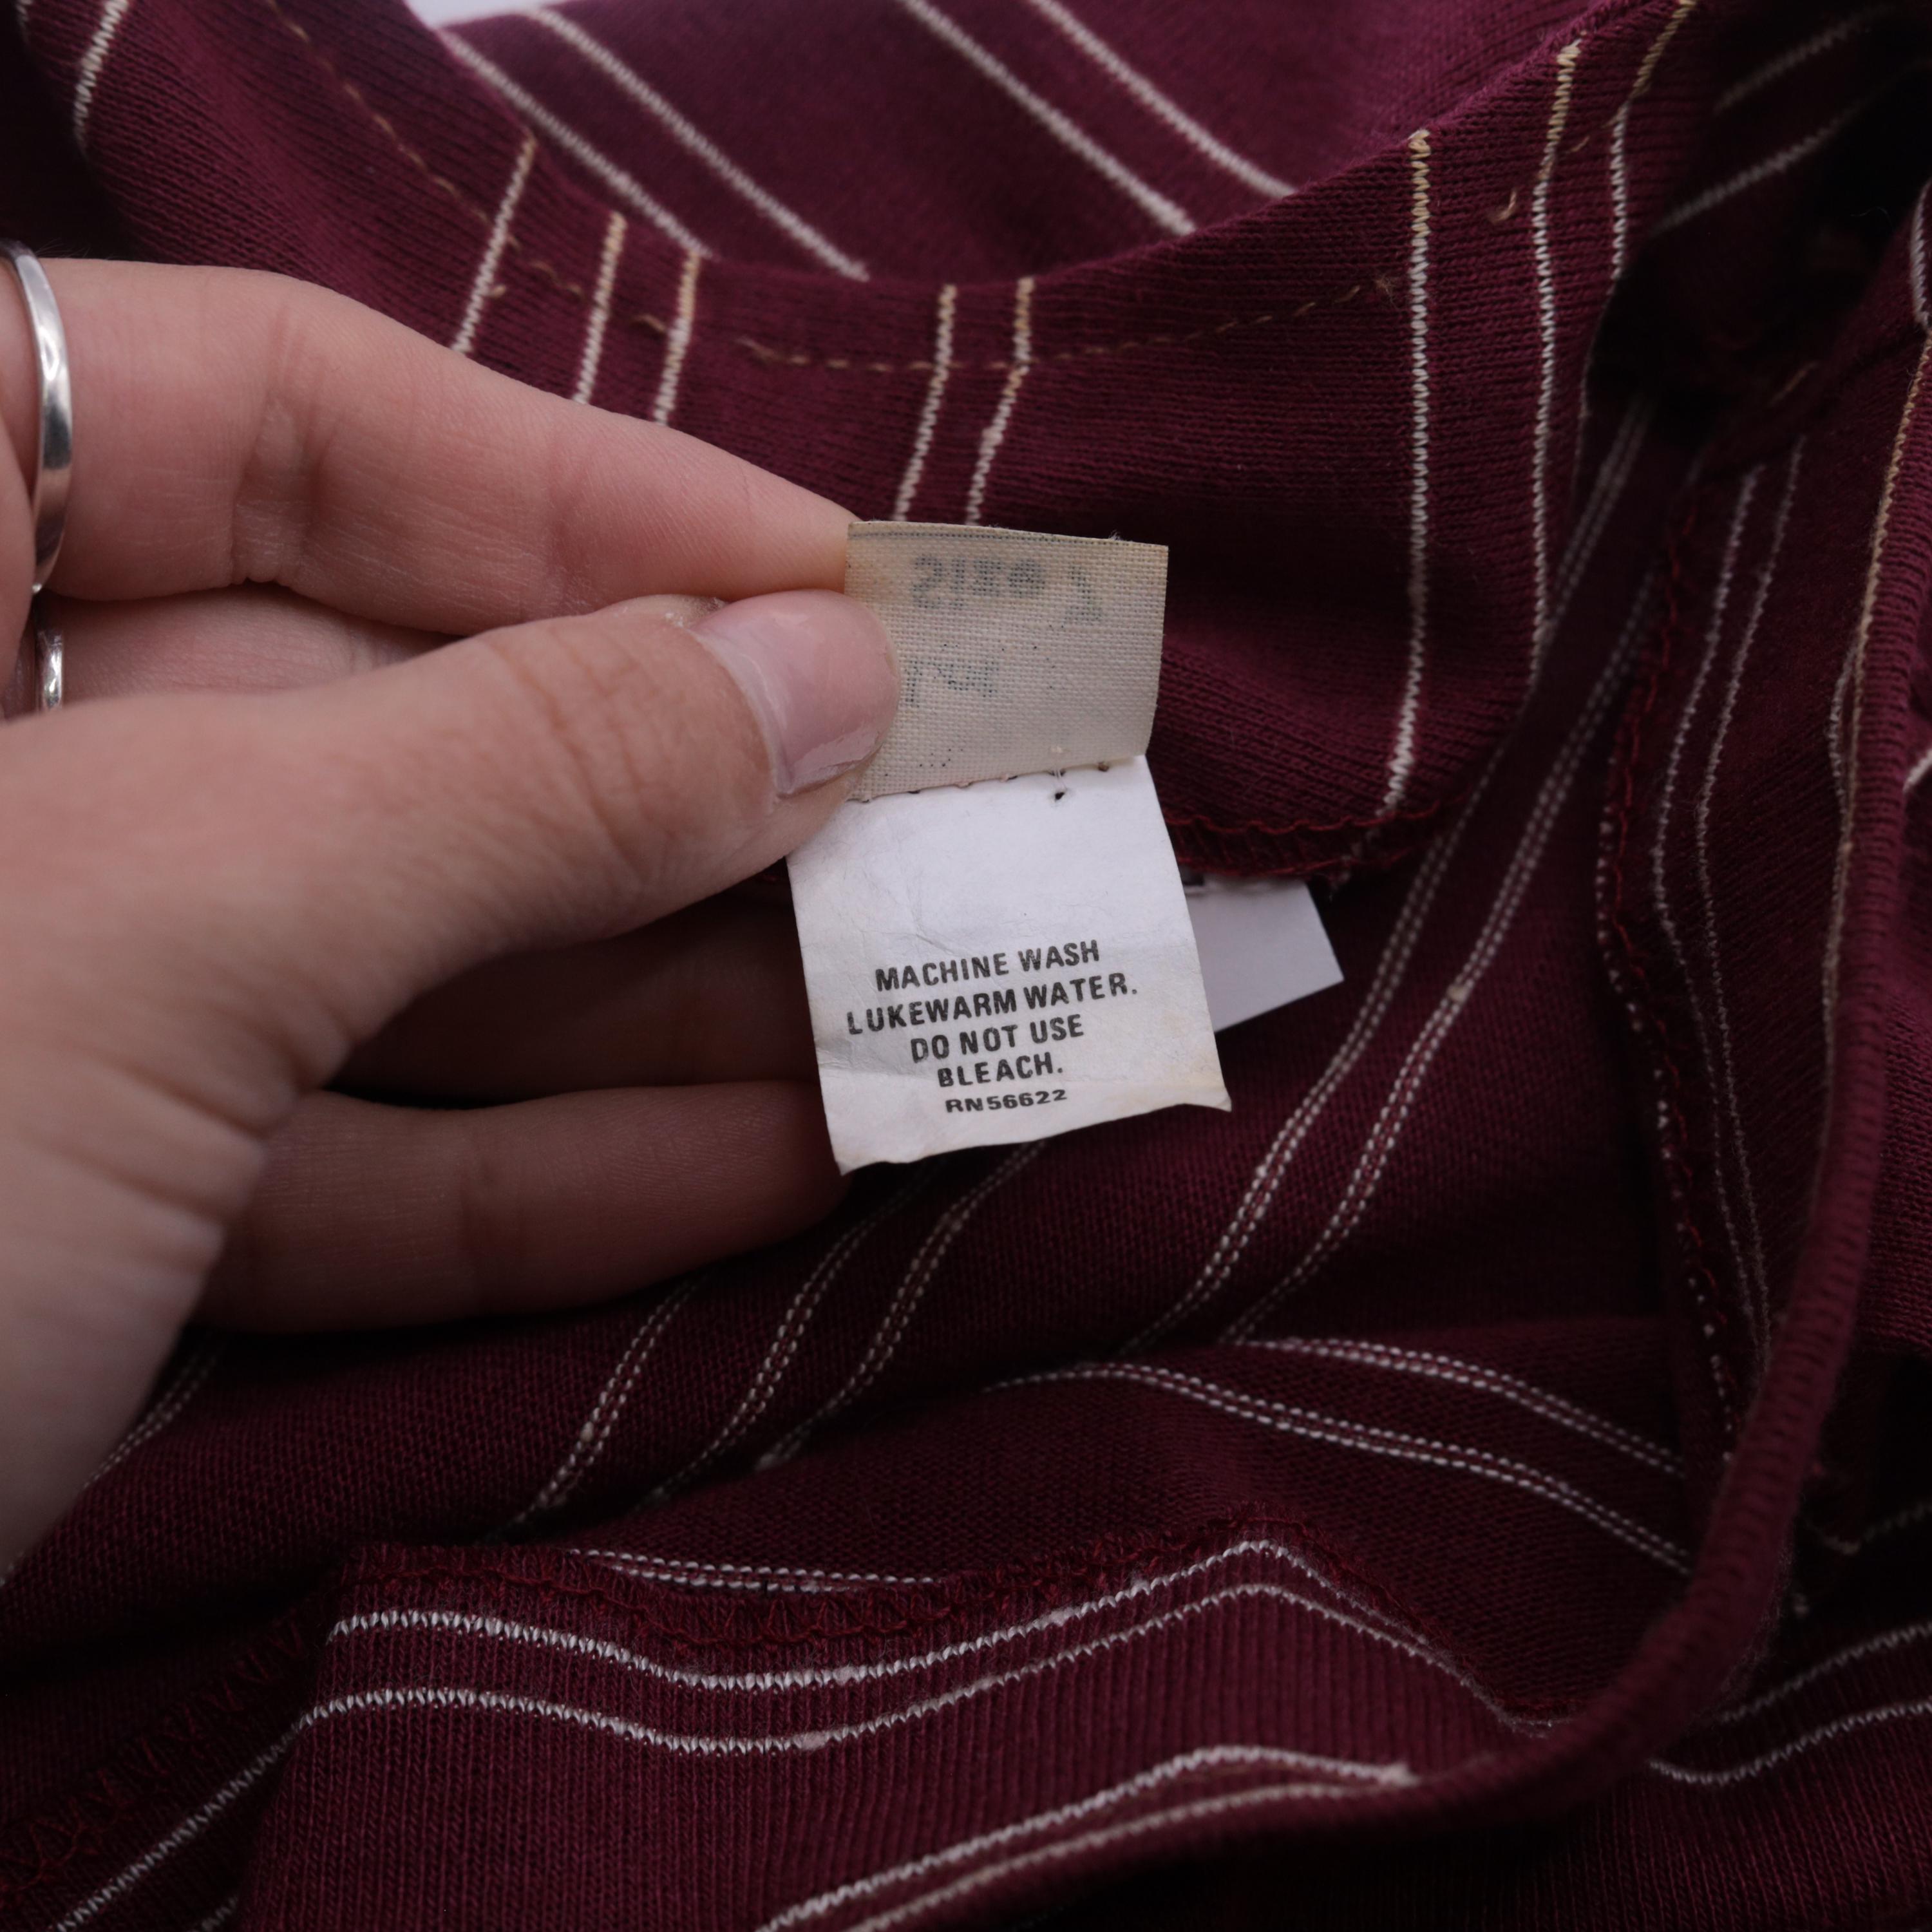 MACHINE WASH
LUKEWARM WATER.
DO NOT USE
BLEACH.
RN56622